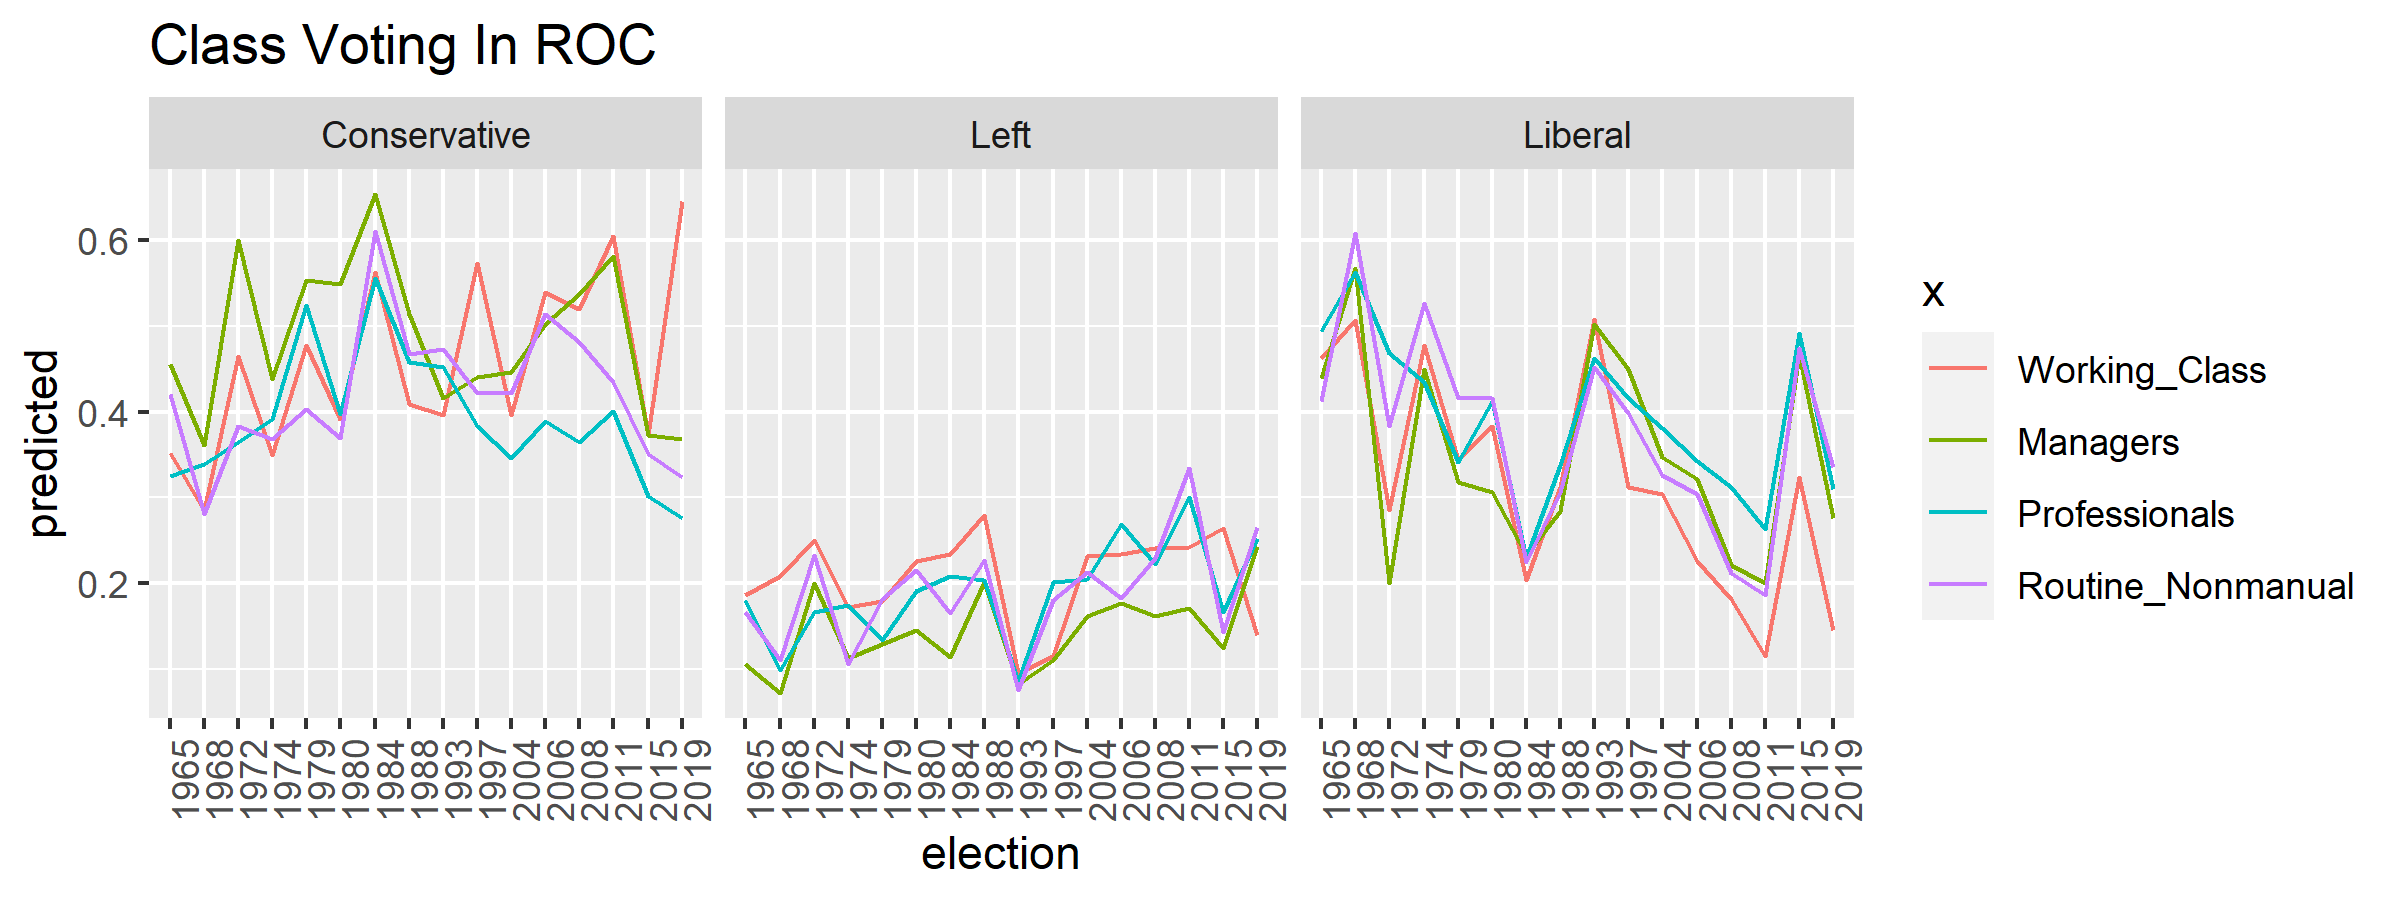 Class Voting In ROC
Conservative
Left
Liberal
predicted
0.6
0.4
0.2
1965 1968 1972 1974 1979 1980 1984 1988 1993 1997 2004 2006 2008 2011 2015 2019
1965 1968 1972 1974 1979 1980 1984 1988 1993 1997 2004 2006 2008 2011 2015 2019
1965 1968 1972 1974 1979 1980 1984 1988 1993 1997 2004 2006 2008 2011 2015 2019
election
x
Working_Class
Managers
Professionals
Routine_Nonmanual